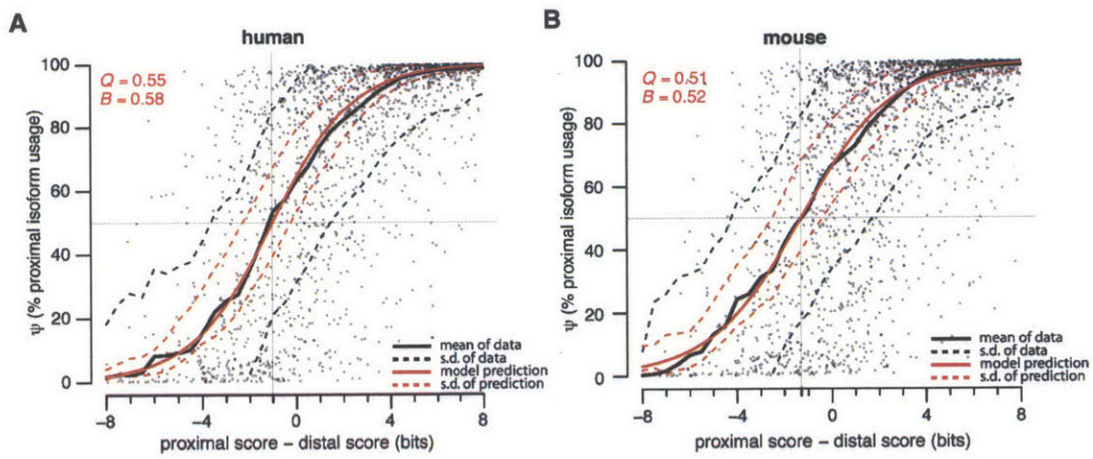 A
human
Q = 0.55
B = 0.58
ψ (% proximal isoform usage)
100
80
60
40
20
0
mean of data
s.d. of data
model prediction
s.d. of prediction
−8
−4
0
4
8
proximal score − distal score (bits)
B
mouse
Q = 0.51
B = 0.52
ψ (% proximal isoform usage)
100
80
60
40
20
0
mean of data
s.d. of data
model prediction
s.d. of prediction
−8
−4
0
4
8
proximal score − distal score (bits)